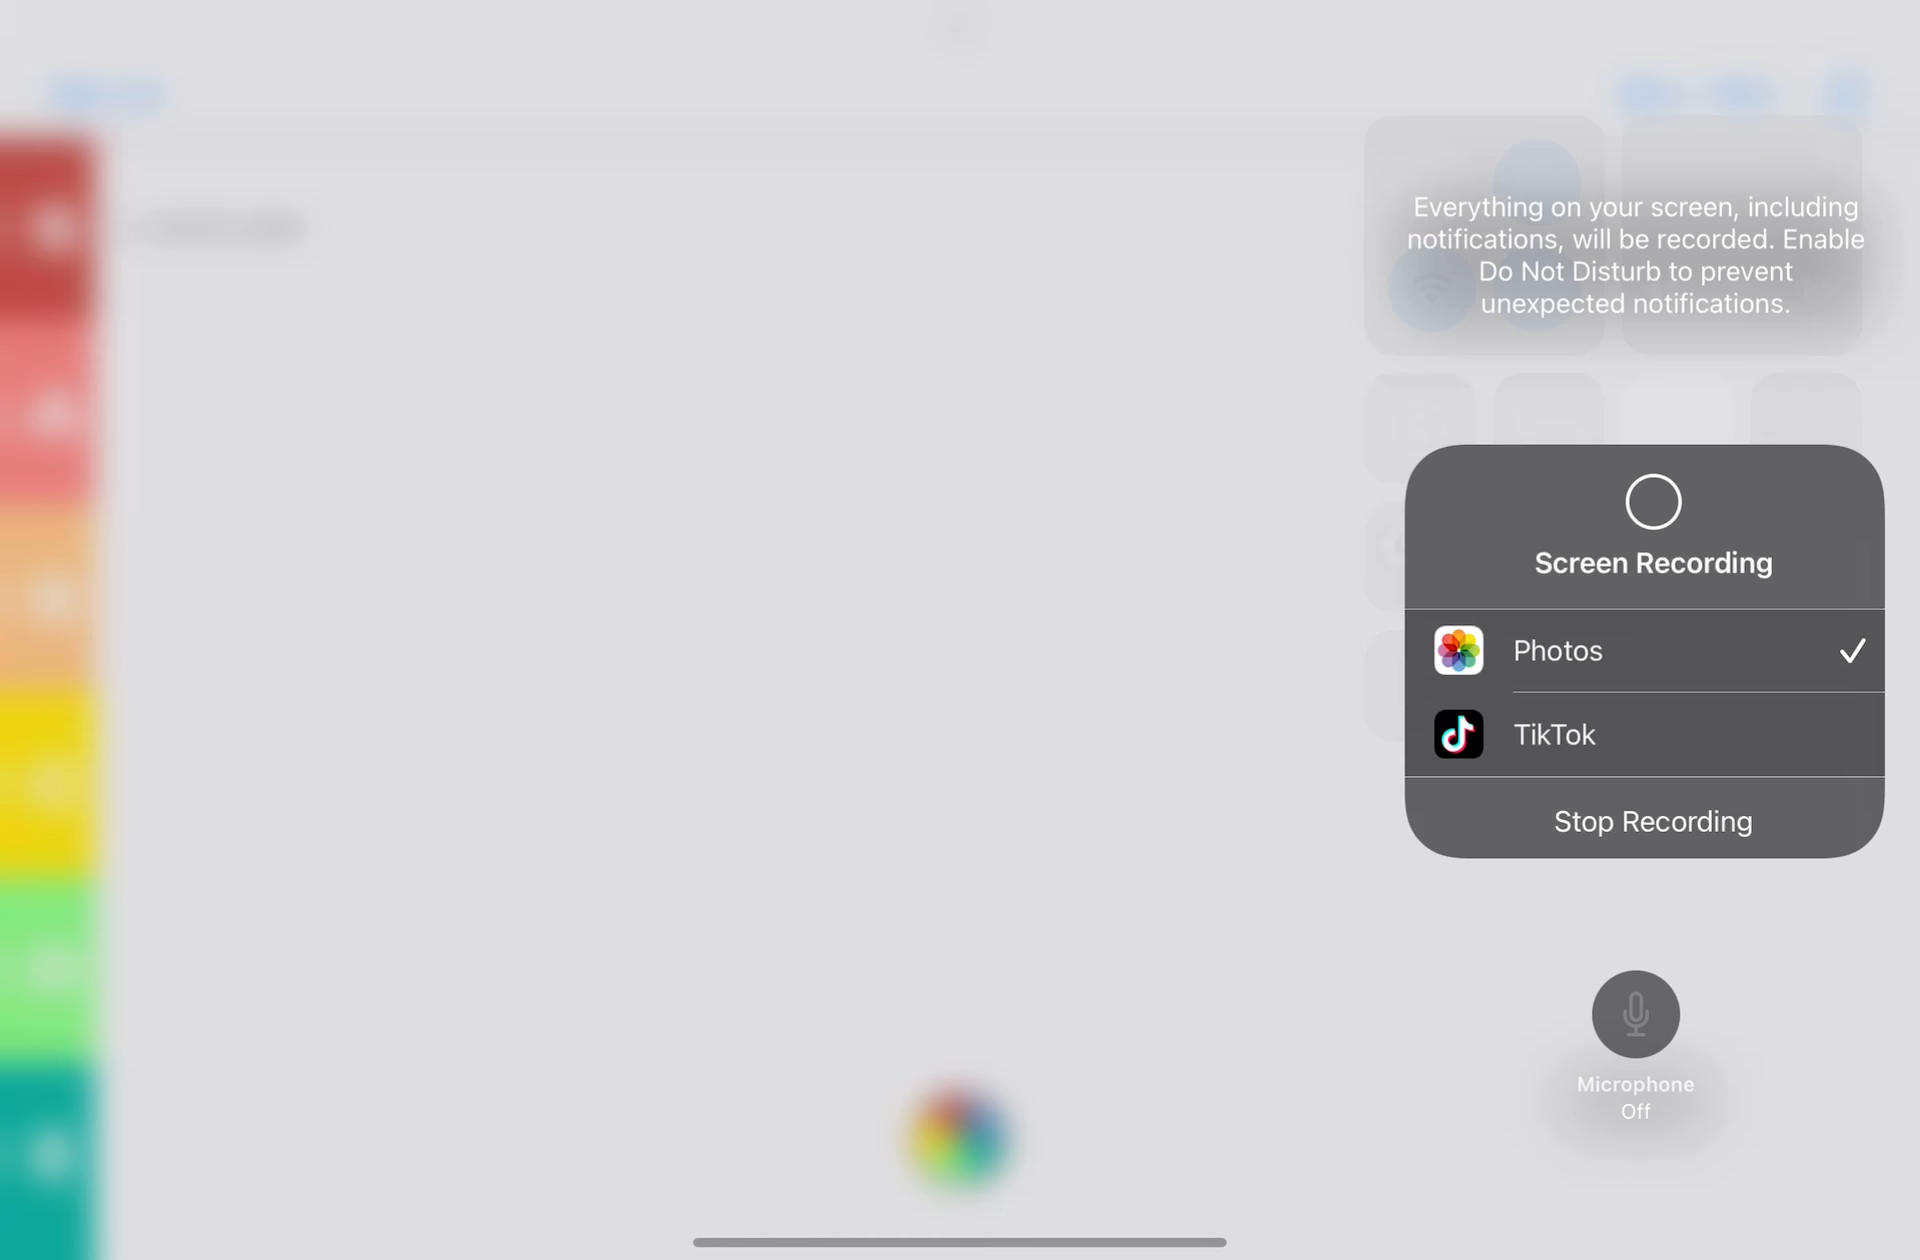 Everything on your screen, including
notifications, will be recorded. Enable
Do Not Disturb to prevent
unexpected notifications.
Screen Recording
Photos
TikTok
Stop Recording
Microphone
Off